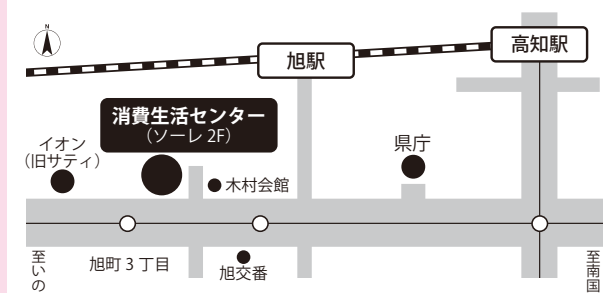 N
高知駅
旭駅
消費生活センター
（ソーレ 2F）
イオン
（旧サティ）
県庁
木村会館
旭町 3 丁目
旭交番
至いの
至南国